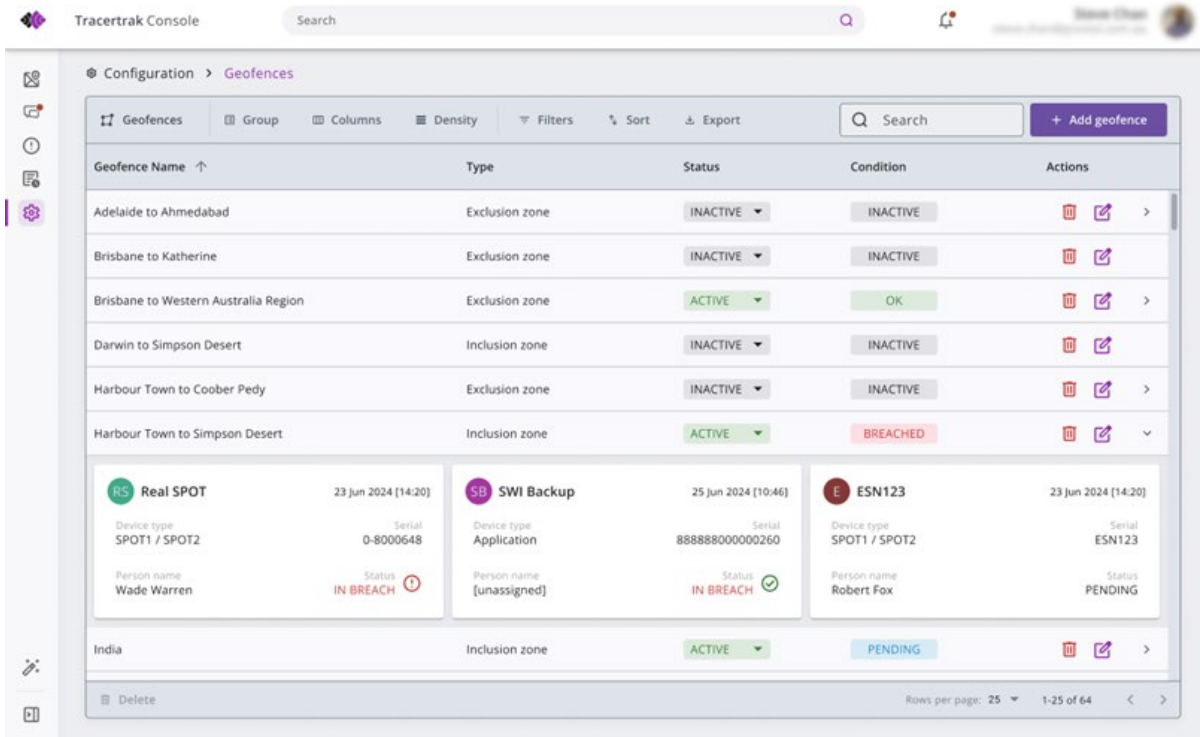 Tracertrak Console Search
Configuration > Geofences
Geofences Group Columns Density Filters Sort Export Search + Add geofence
Geofence Name ↑ Type Status Condition Actions
Adelaide to Ahmedabad Exclusion zone INACTIVE INACTIVE
Brisbane to Katherine Exclusion zone INACTIVE INACTIVE
Brisbane to Western Australia Region Exclusion zone ACTIVE OK
Darwin to Simpson Desert Inclusion zone INACTIVE INACTIVE
Harbour Town to Coober Pedy Exclusion zone INACTIVE INACTIVE
Harbour Town to Simpson Desert Inclusion zone ACTIVE BREACHED
RS Real SPOT 23 Jun 2024 [14:20] SB SWI Backup 25 Jun 2024 [10:46] E ESN123 23 Jun 2024 [14:20]
Device type Serial Device type Serial Device type Serial
SPOT1 / SPOT2 0-8000648 Application 888888000000260 SPOT1 / SPOT2 ESN123
Person name Status Person name Status Person name Status
Wade Warren IN BREACH [unassigned] IN BREACH Robert Fox PENDING
India Inclusion zone ACTIVE PENDING
Delete Rows per page: 25 1-25 of 64